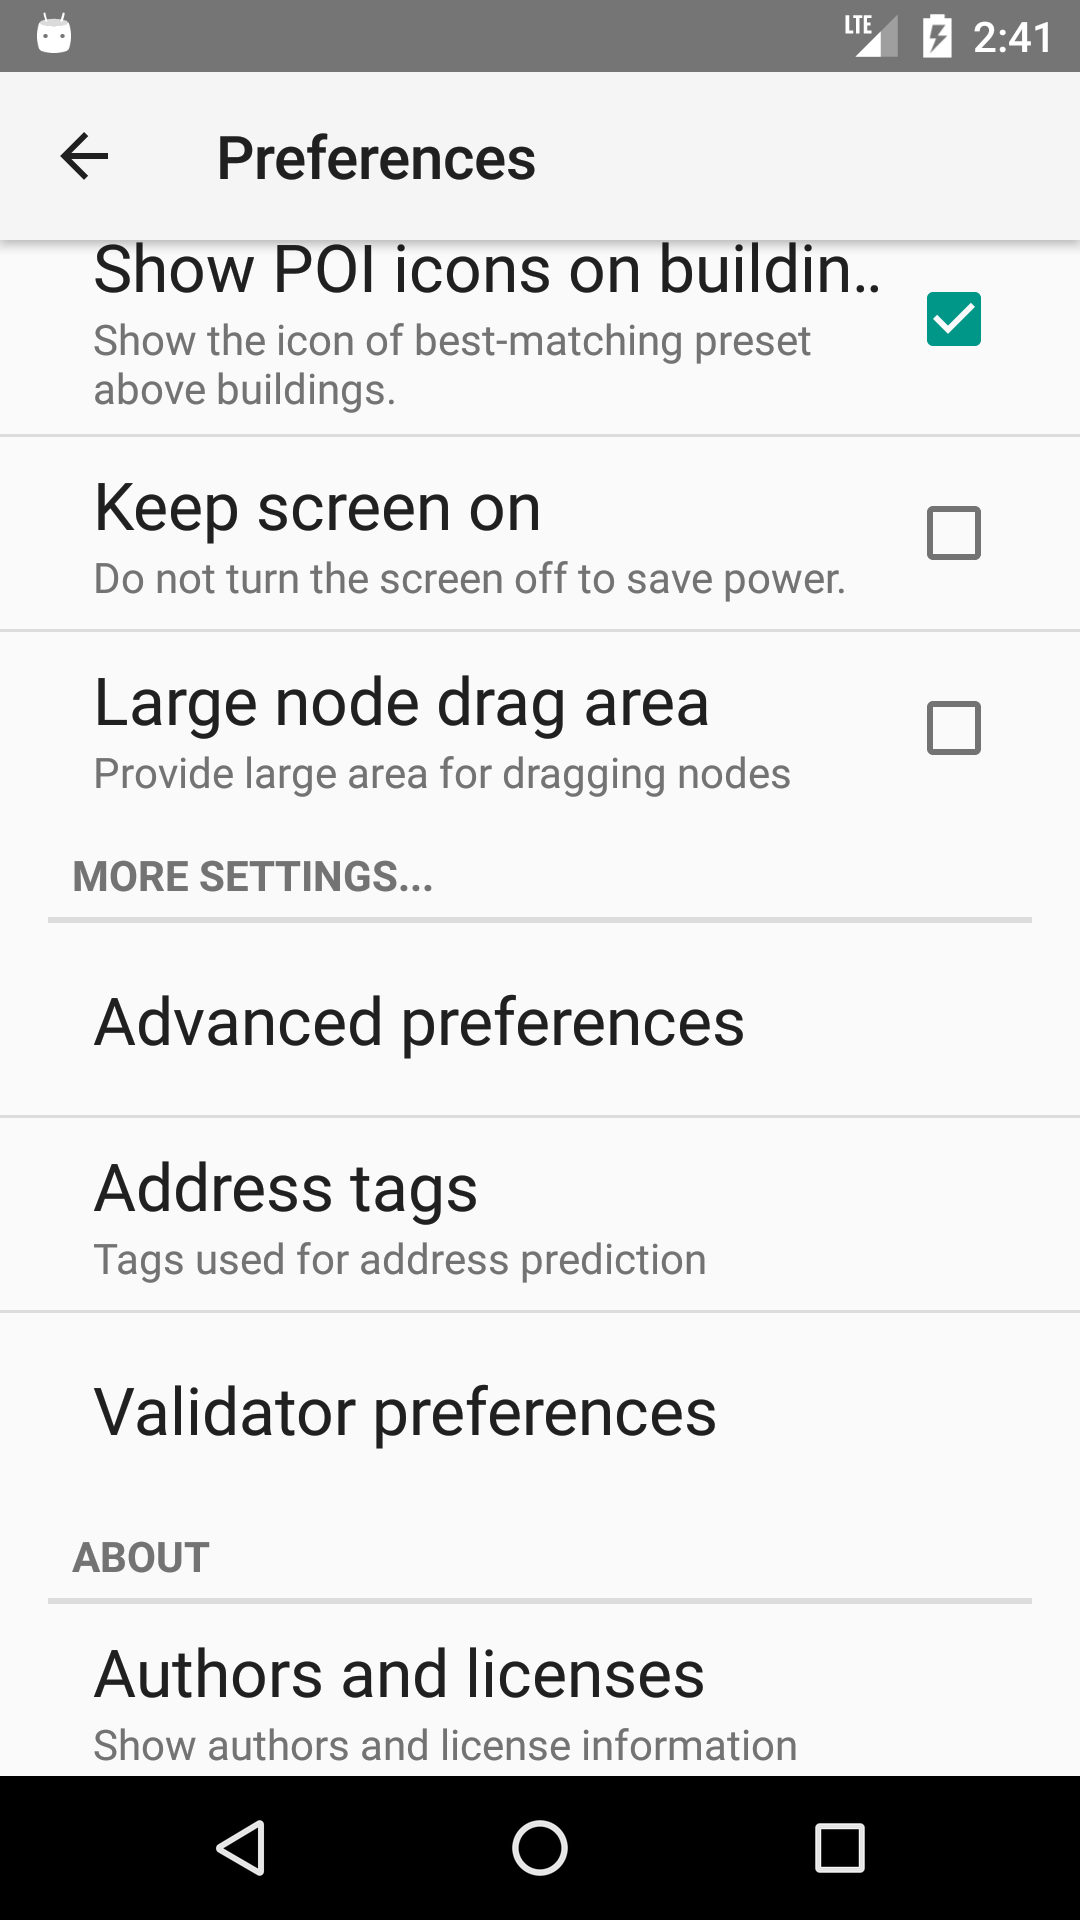 LTE 2:41
Preferences
Show POI icons on buildin..
Show the icon of best-matching preset
above buildings.
Keep screen on
Do not turn the screen off to save power.
Large node drag area
Provide large area for dragging nodes
MORE SETTINGS...
Advanced preferences
Address tags
Tags used for address prediction
Validator preferences
ABOUT
Authors and licenses
Show authors and license information